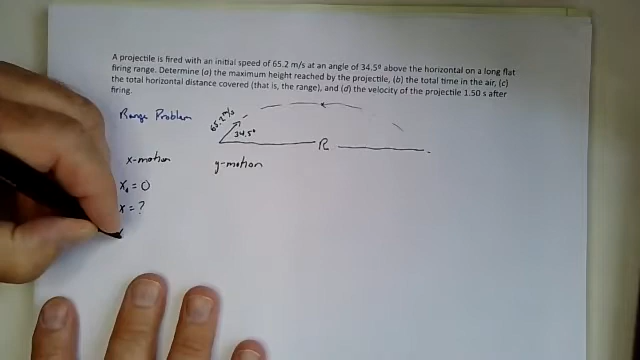 A projectile is fired with an initial speed of 65.2 m/s at an angle of 34.5º above the horizontal on a long flat
firing range. Determine (a) the maximum height reached by the projectile, (b) the total time in the air, (c)
the total horizontal distance covered (that is, the range), and (d) the velocity of the projectile 1.50 s after
firing.
Range Problem
65.2 m/s
34.5º
R
x-motion
y-motion
x₀ = 0
x = ?